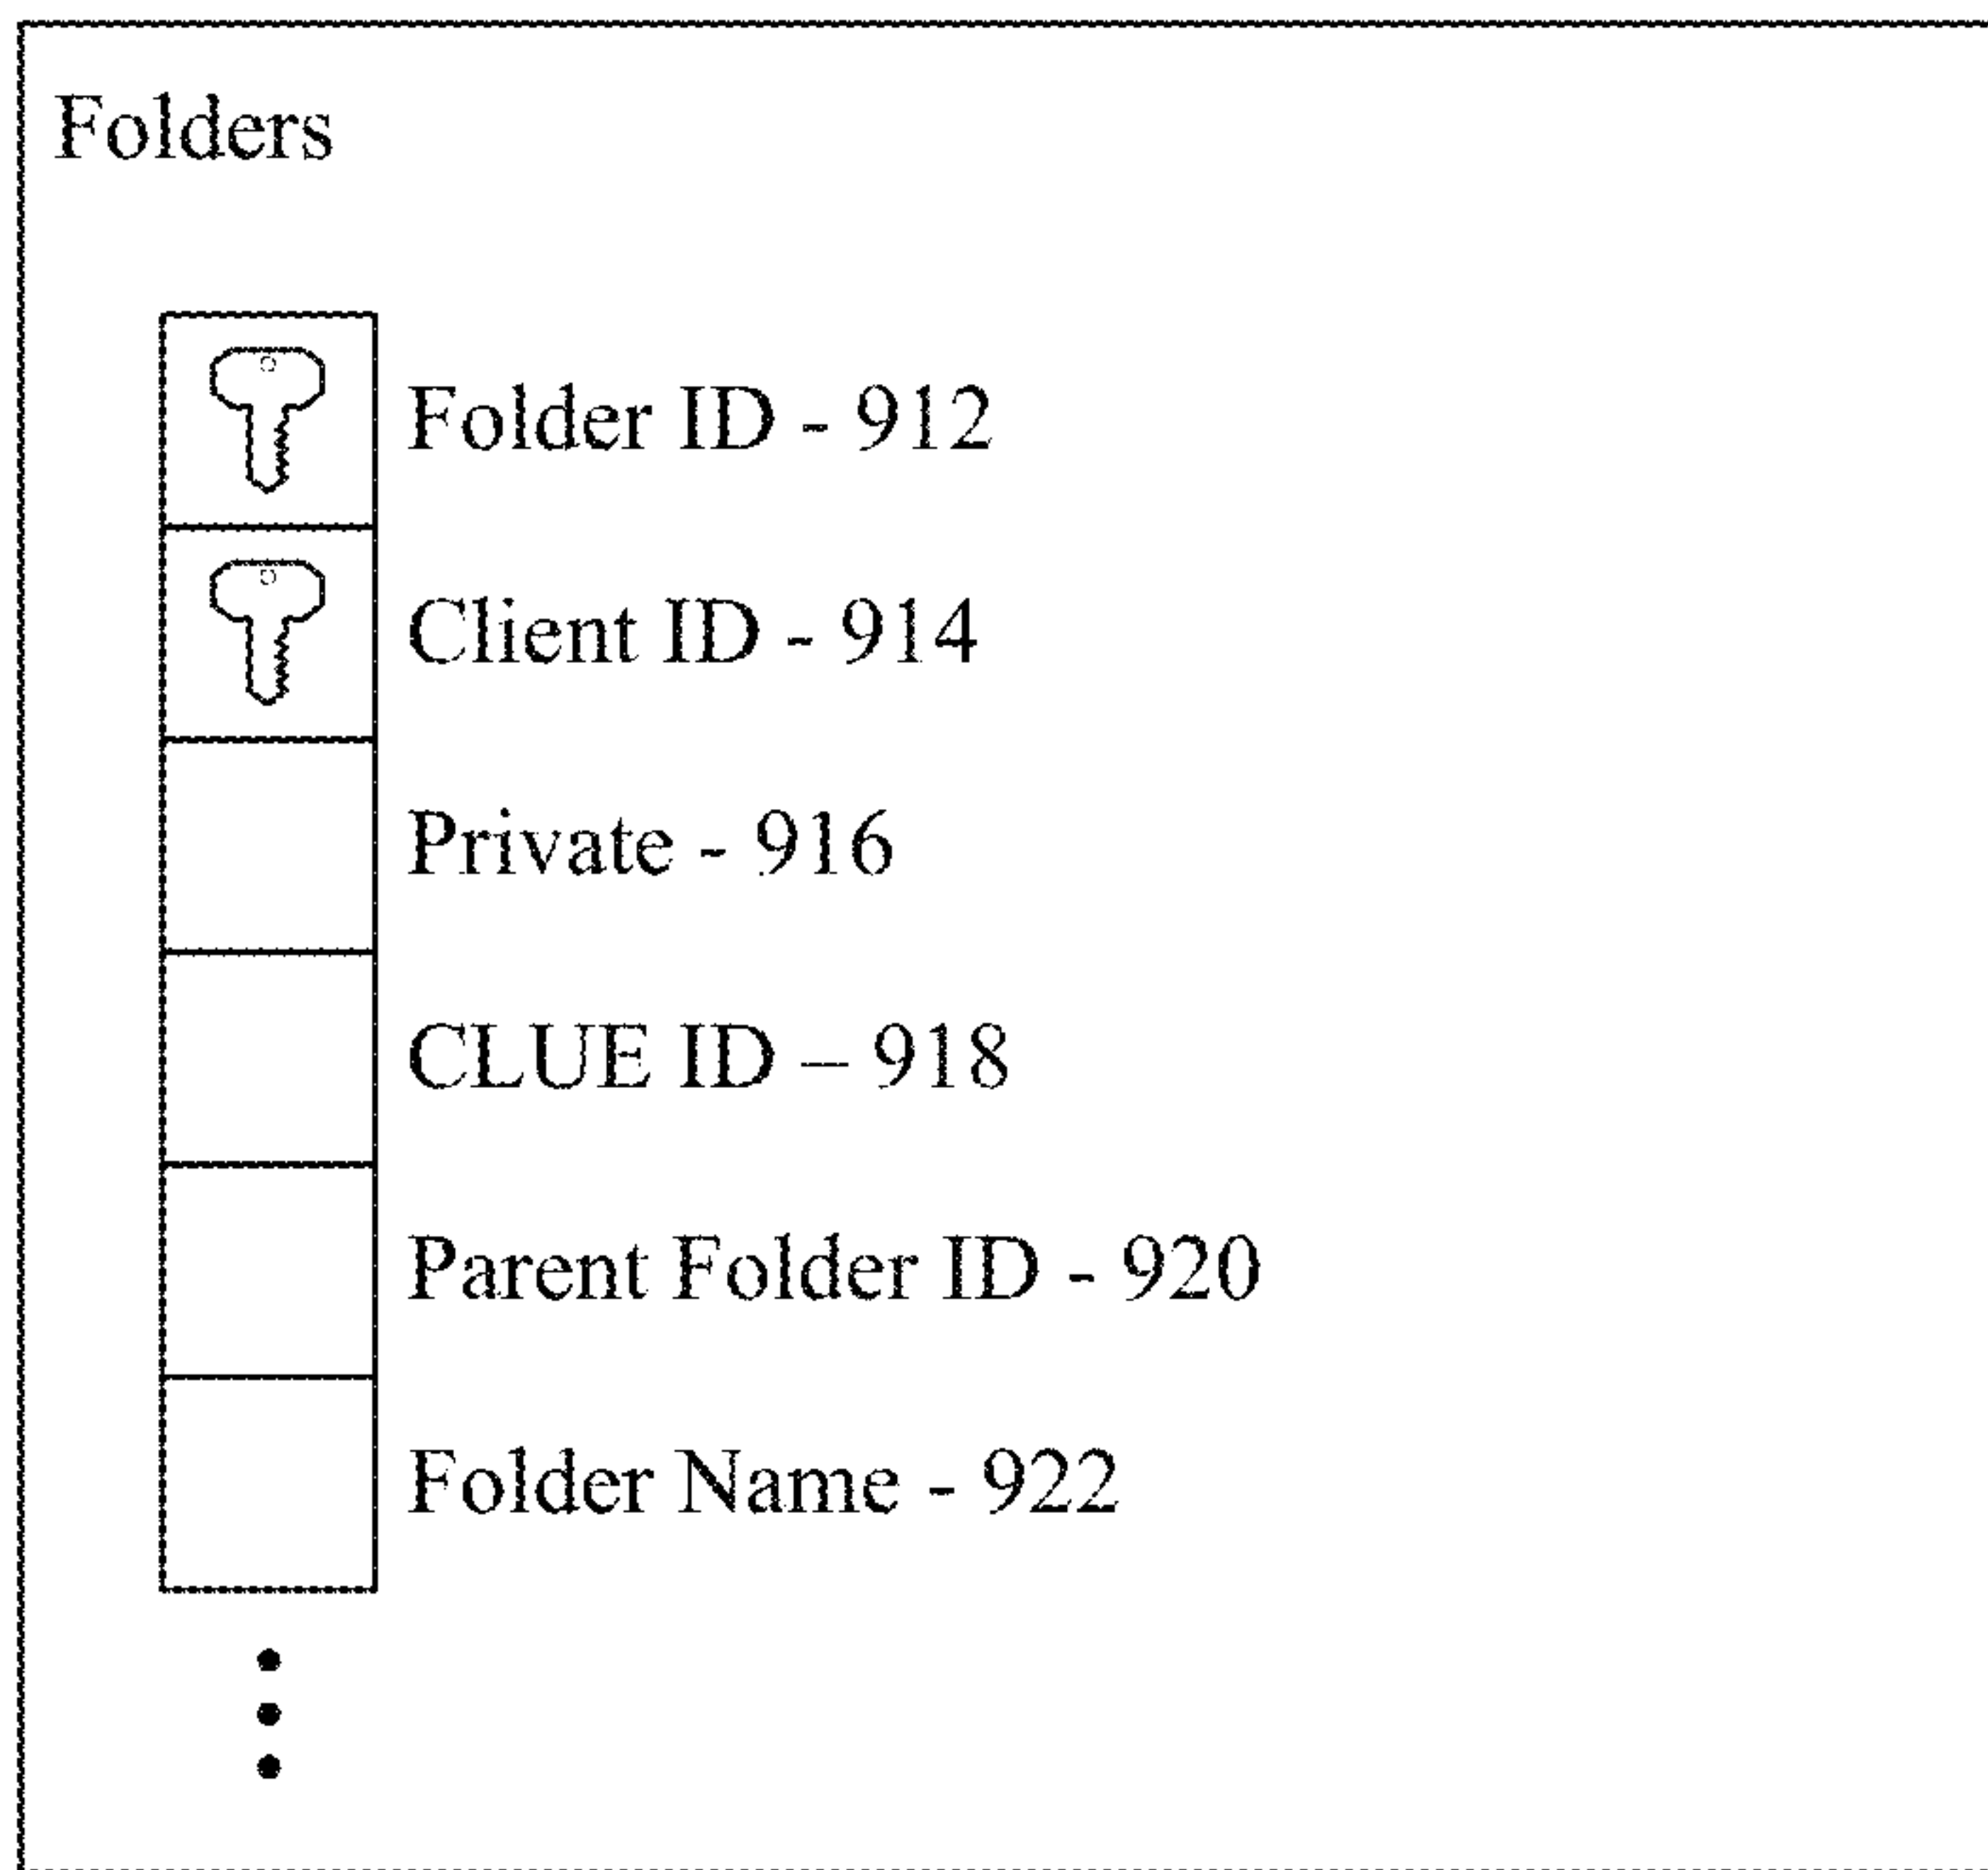 Folders
Folder ID - 912
Client ID - 914
Private - 916
CLUE ID – 918
Parent Folder ID - 920
Folder Name - 922